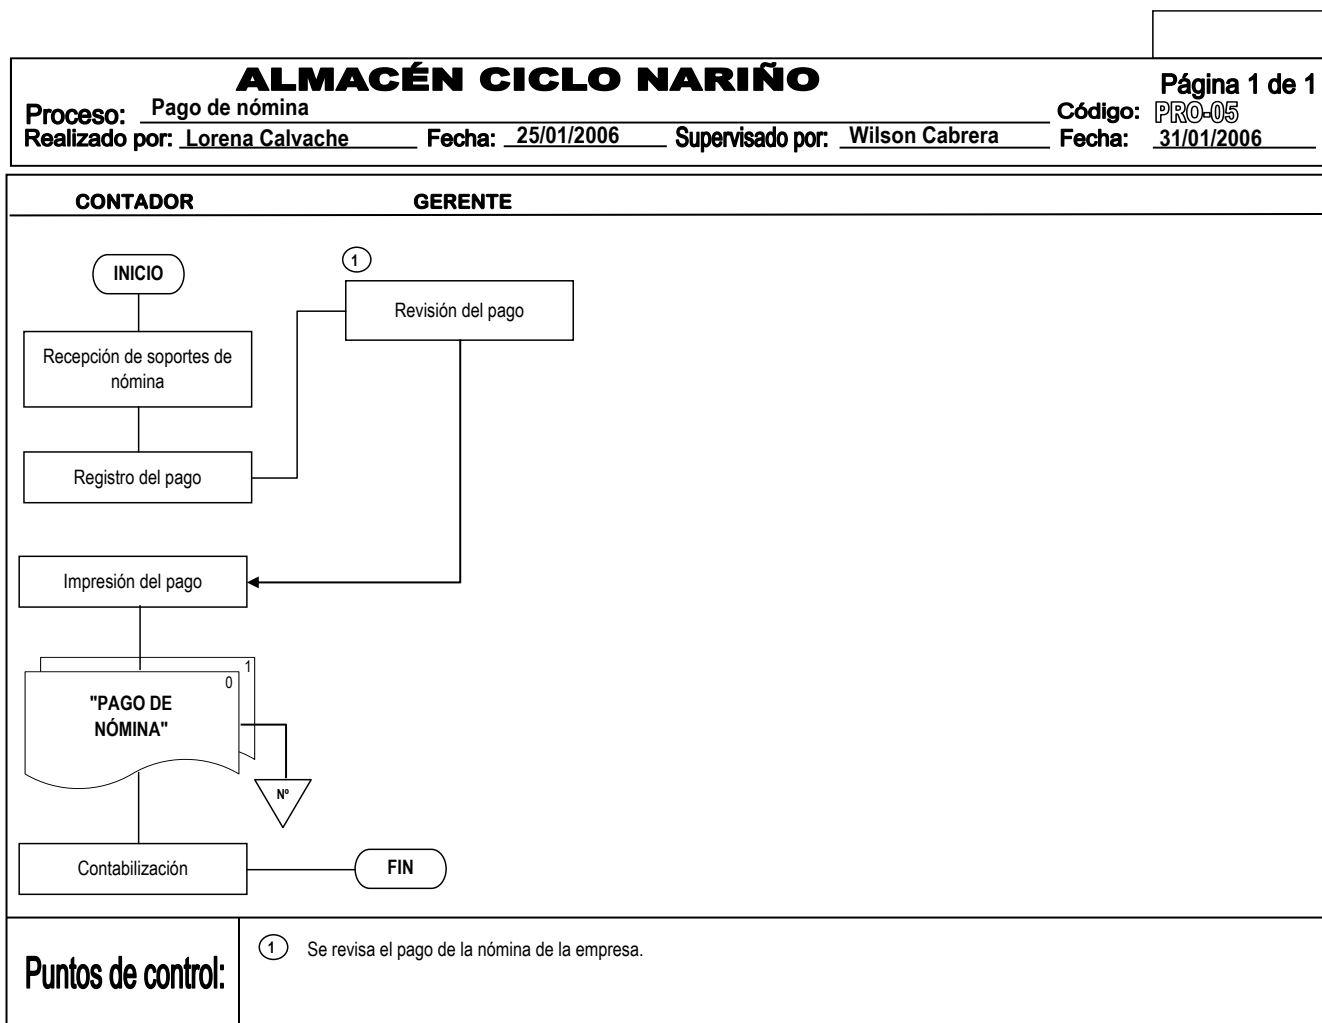 ALMACÉN CICLO NARIÑO
Página 1 de 1
Proceso: Pago de nómina
Código: PRO-05
Realizado por: Lorena Calvache Fecha: 25/01/2006 Supervisado por: Wilson Cabrera Fecha: 31/01/2006
CONTADOR GERENTE
INICIO
1
Revisión del pago
Recepción de soportes de
nómina
Registro del pago
Impresión del pago
1
0
"PAGO DE
NÓMINA"
Nº
Contabilización
FIN
Puntos de control:
1 Se revisa el pago de la nómina de la empresa.